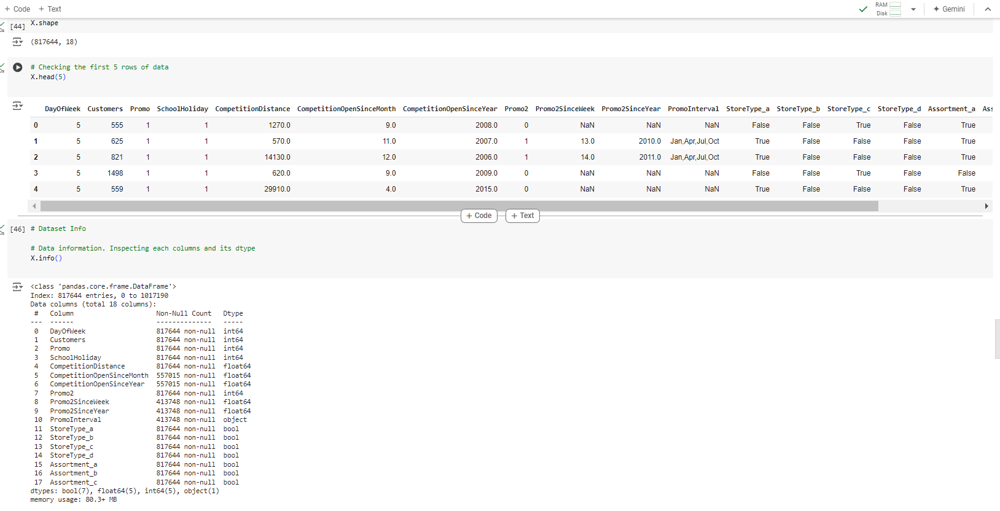 + Code + Text RAM Disk Gemini
[44] X.shape
0s
(817644, 18)
# Checking the first 5 rows of data
0s X.head(5)
DayOfWeek Customers Promo SchoolHoliday CompetitionDistance CompetitionOpenSinceMonth CompetitionOpenSinceYear Promo2 Promo2SinceWeek Promo2SinceYear PromoInterval StoreType_a StoreType_b StoreType_c StoreType_d Assortment_a Ass
0 5 555 1 1 1270.0 9.0 2008.0 0 NaN NaN NaN False False True False True
1 5 625 1 1 570.0 11.0 2007.0 1 13.0 2010.0 Jan,Apr,Jul,Oct True False False False True
2 5 821 1 1 14130.0 12.0 2006.0 1 14.0 2011.0 Jan,Apr,Jul,Oct True False False False True
3 5 1498 1 1 620.0 9.0 2009.0 0 NaN NaN NaN False False True False False
4 5 559 1 1 29910.0 4.0 2015.0 0 NaN NaN NaN True False False False True
+ Code + Text
[46] # Dataset Info
0s
# Data information. Inspecting each columns and its dtype
X.info()
<class 'pandas.core.frame.DataFrame'>
Index: 817644 entries, 0 to 1017190
Data columns (total 18 columns):
# Column Non-Null Count Dtype
--- ------ -------------- -----
0 DayOfWeek 817644 non-null int64
1 Customers 817644 non-null int64
2 Promo 817644 non-null int64
3 SchoolHoliday 817644 non-null int64
4 CompetitionDistance 817644 non-null float64
5 CompetitionOpenSinceMonth 557015 non-null float64
6 CompetitionOpenSinceYear 557015 non-null float64
7 Promo2 817644 non-null int64
8 Promo2SinceWeek 413748 non-null float64
9 Promo2SinceYear 413748 non-null float64
10 PromoInterval 413748 non-null object
11 StoreType_a 817644 non-null bool
12 StoreType_b 817644 non-null bool
13 StoreType_c 817644 non-null bool
14 StoreType_d 817644 non-null bool
15 Assortment_a 817644 non-null bool
16 Assortment_b 817644 non-null bool
17 Assortment_c 817644 non-null bool
dtypes: bool(7), float64(5), int64(5), object(1)
memory usage: 80.3+ MB